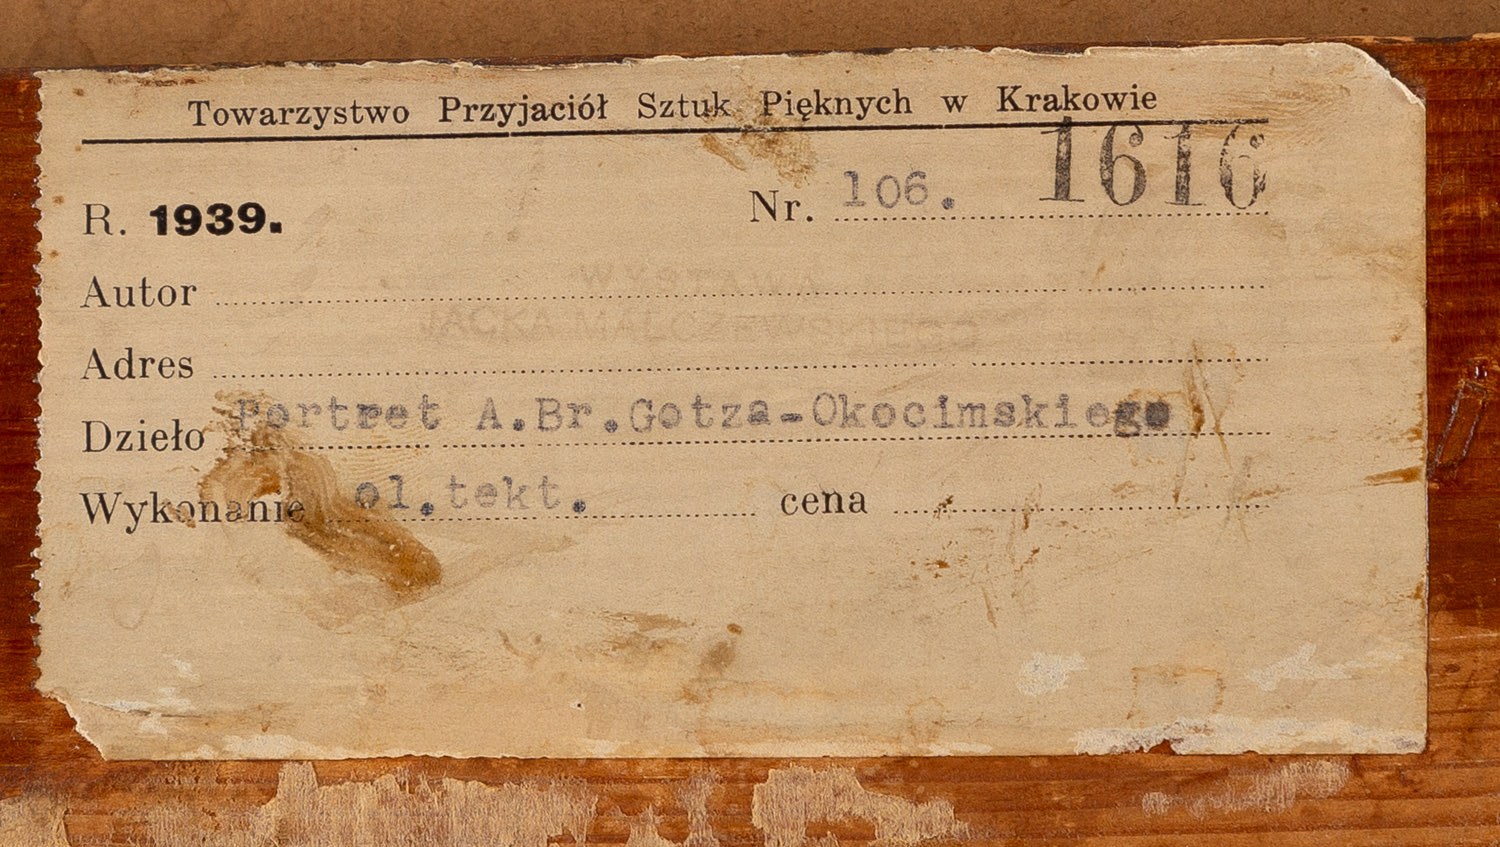 Towarzystwo Przyjaciół Sztuk Pięknych w Krakowie
R. 1939. Nr. 106. 1616
WYSTAWA
Autor
JACKA MALCZEWSKIEGO
Adres
Dzieło Portret A.Br.Gotza-Okocimskiego
Wykonanie ol.tekt. cena